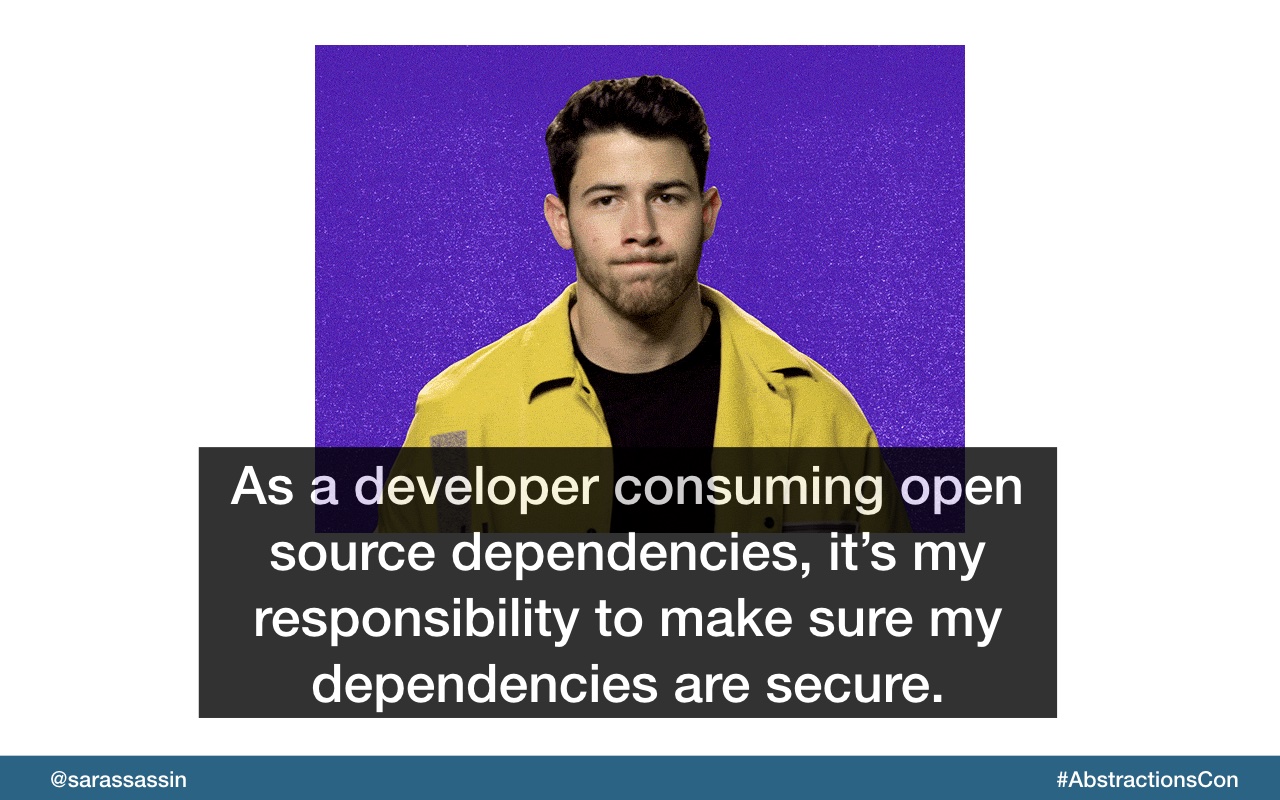 As a developer consuming open
source dependencies, it’s my
responsibility to make sure my
dependencies are secure.
@sarassassin
#AbstractionsCon